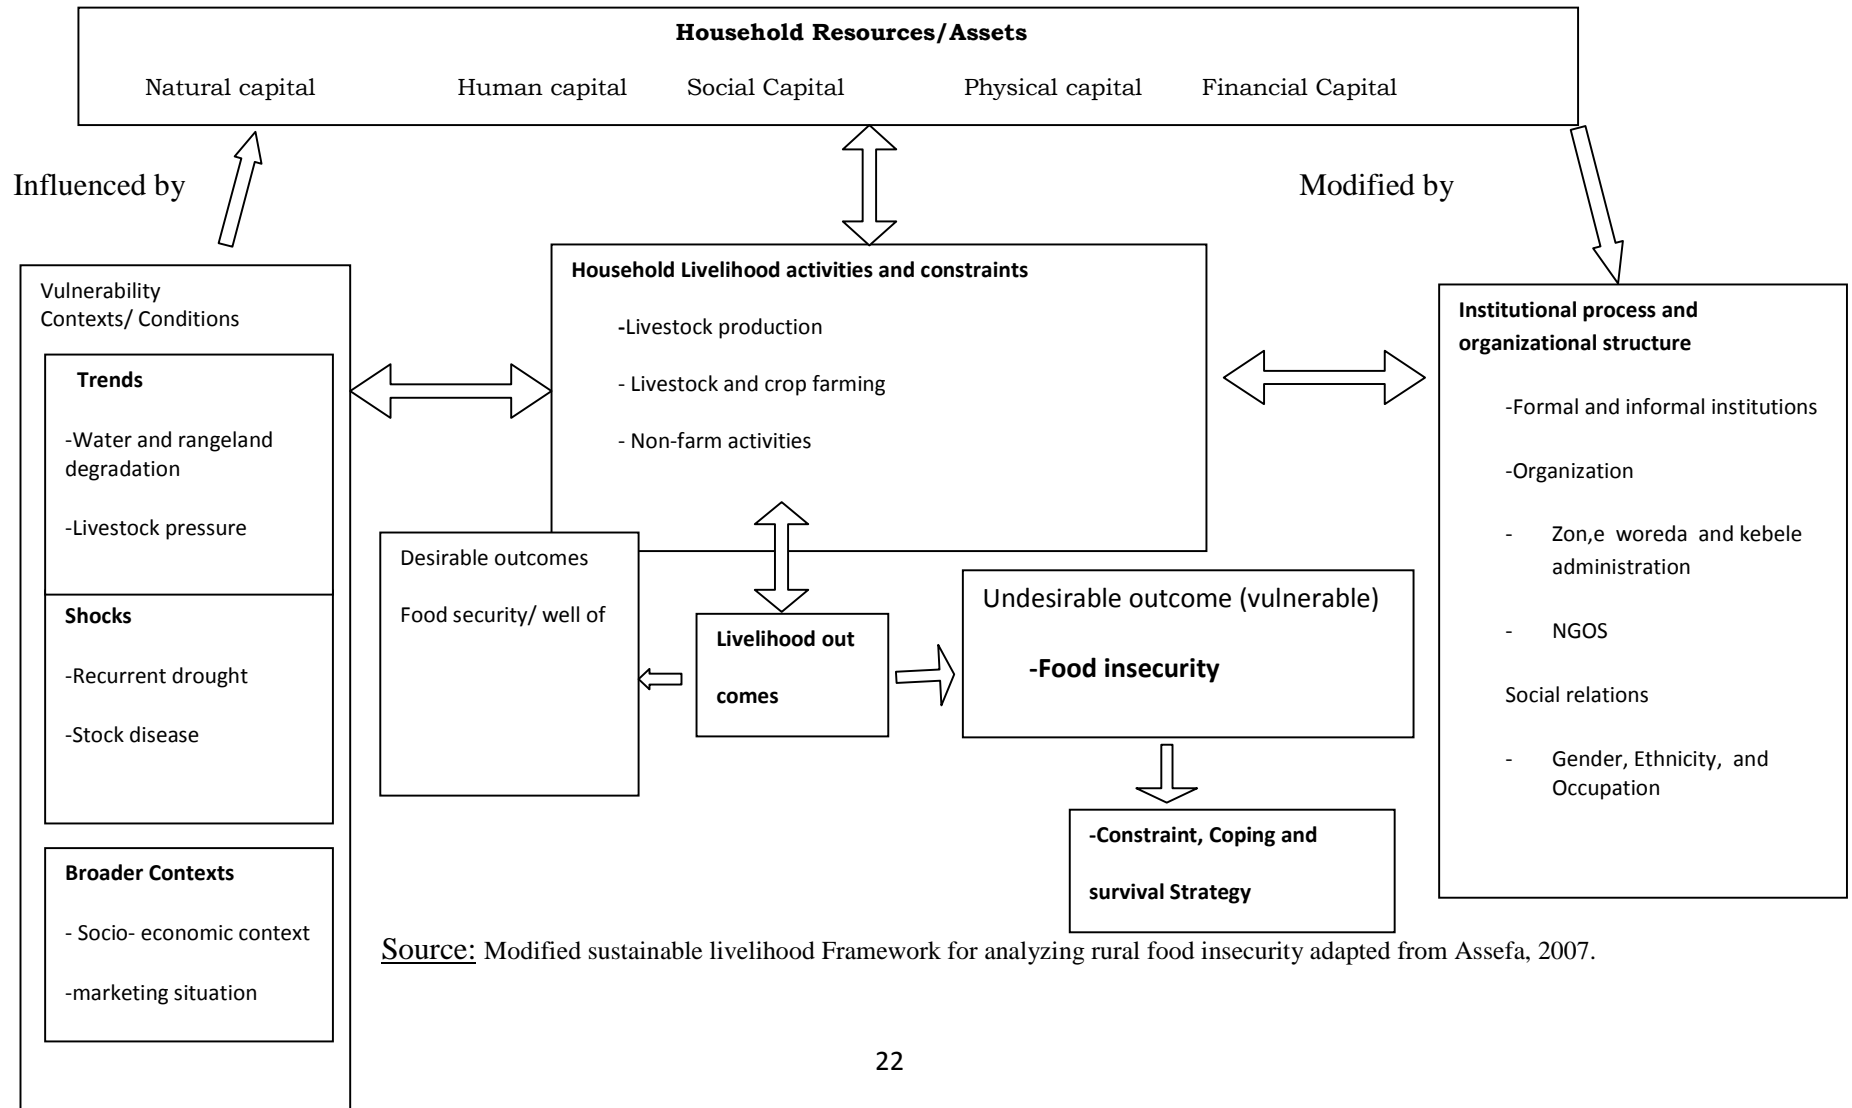 Household Resources/Assets
Natural capital Human capital Social Capital Physical capital Financial Capital
Influenced by
Modified by
Vulnerability
Contexts/ Conditions
Trends
-Water and rangeland
degradation
-Livestock pressure
Shocks
-Recurrent drought
-Stock disease
Broader Contexts
- Socio- economic context
-marketing situation
Household Livelihood activities and constraints
-Livestock production
- Livestock and crop farming
- Non-farm activities
Desirable outcomes
Food security/ well of
Livelihood out
comes
Undesirable outcome (vulnerable)
-Food insecurity
-Constraint, Coping and
survival Strategy
Institutional process and
organizational structure
-Formal and informal institutions
-Organization
- Zon,e woreda and kebele
administration
- NGOS
Social relations
- Gender, Ethnicity, and
Occupation
Source: Modified sustainable livelihood Framework for analyzing rural food insecurity adapted from Assefa, 2007.
22